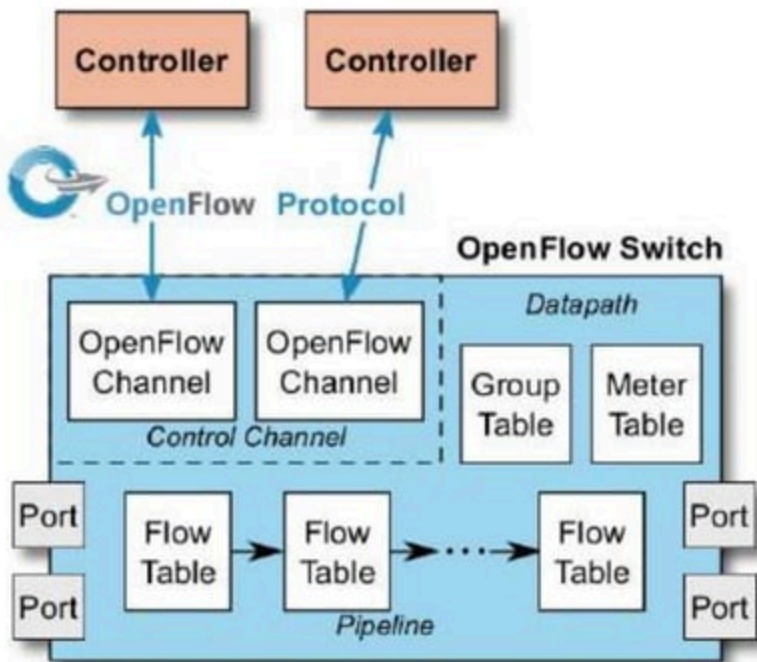 Controller
Controller
OpenFlow Protocol
OpenFlow Switch
OpenFlow
Channel
OpenFlow
Channel
Control Channel
Datapath
Group
Table
Meter
Table
Port
Port
Flow
Table
Flow
Table
...
Flow
Table
Pipeline
Port
Port